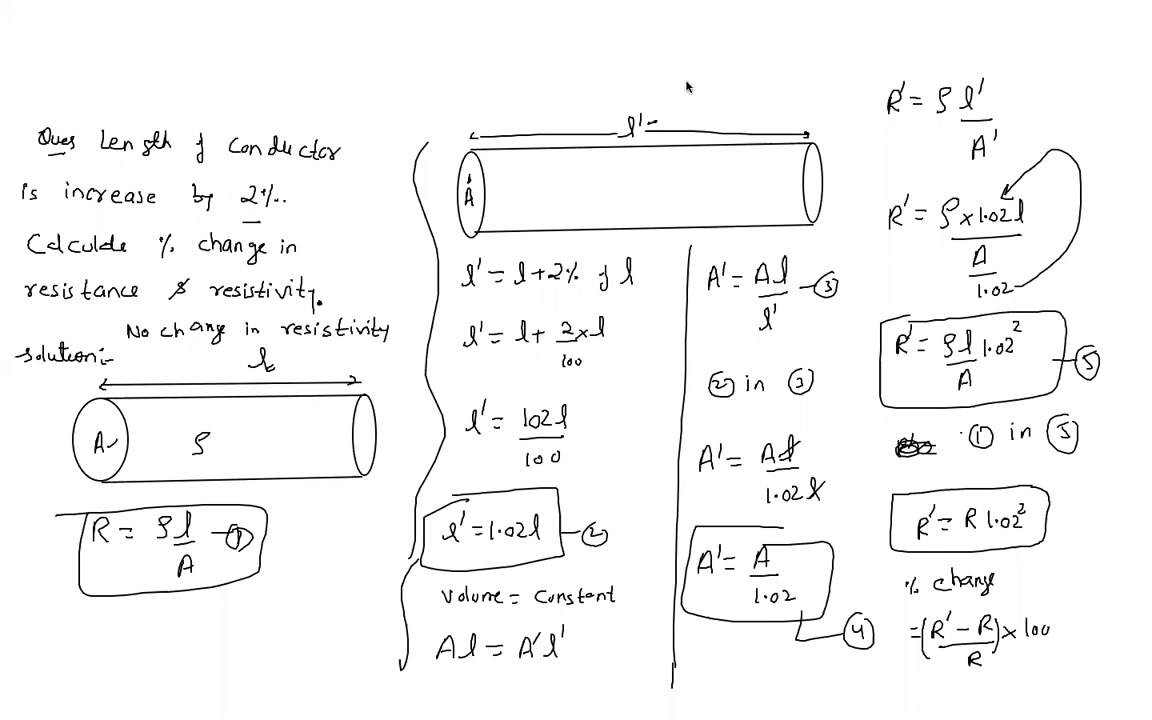 Ques Length of conductor
is increase by 2%.
Calculate % change in
resistance & resistivity.
No change in resistivity
solution:-
l
A
ρ
R = ρl/A - ①
l'
A'
l' = l + 2% of l
l' = l + 2/100 × l
l' = 102l/100
l' = 1.02l - ②
Volume = Constant
Al = A'l'
A' = Al/l' - ③
② in ③
A' = Al/1.02l
A' = A/1.02 - ④
R' = ρ l'/A'
R' = ρ × 1.02l / A/1.02
R' = ρl/A 1.02² - ⑤
① in ⑤
R' = R 1.02²
% change
= (R' - R/R) × 100